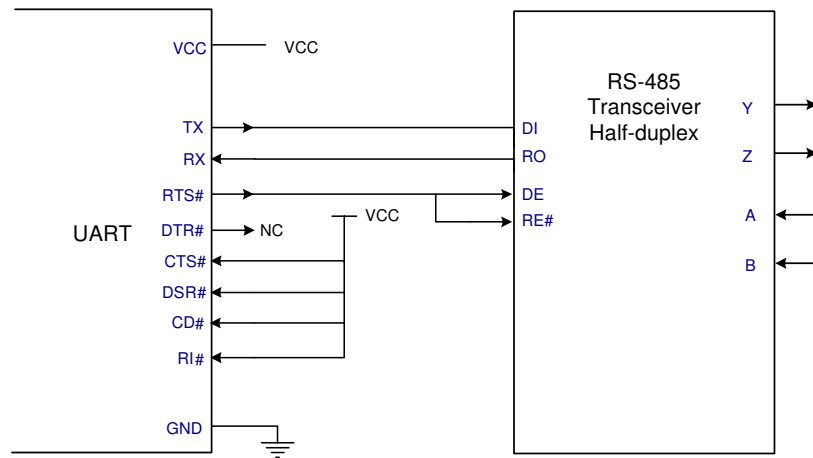 VCC
VCC
TX
RX
RTS#
DTR#
NC
CTS#
DSR#
CD#
RI#
GND
UART
VCC
RS-485
Transceiver
Half-duplex
DI
RO
DE
RE#
Y
Z
A
B